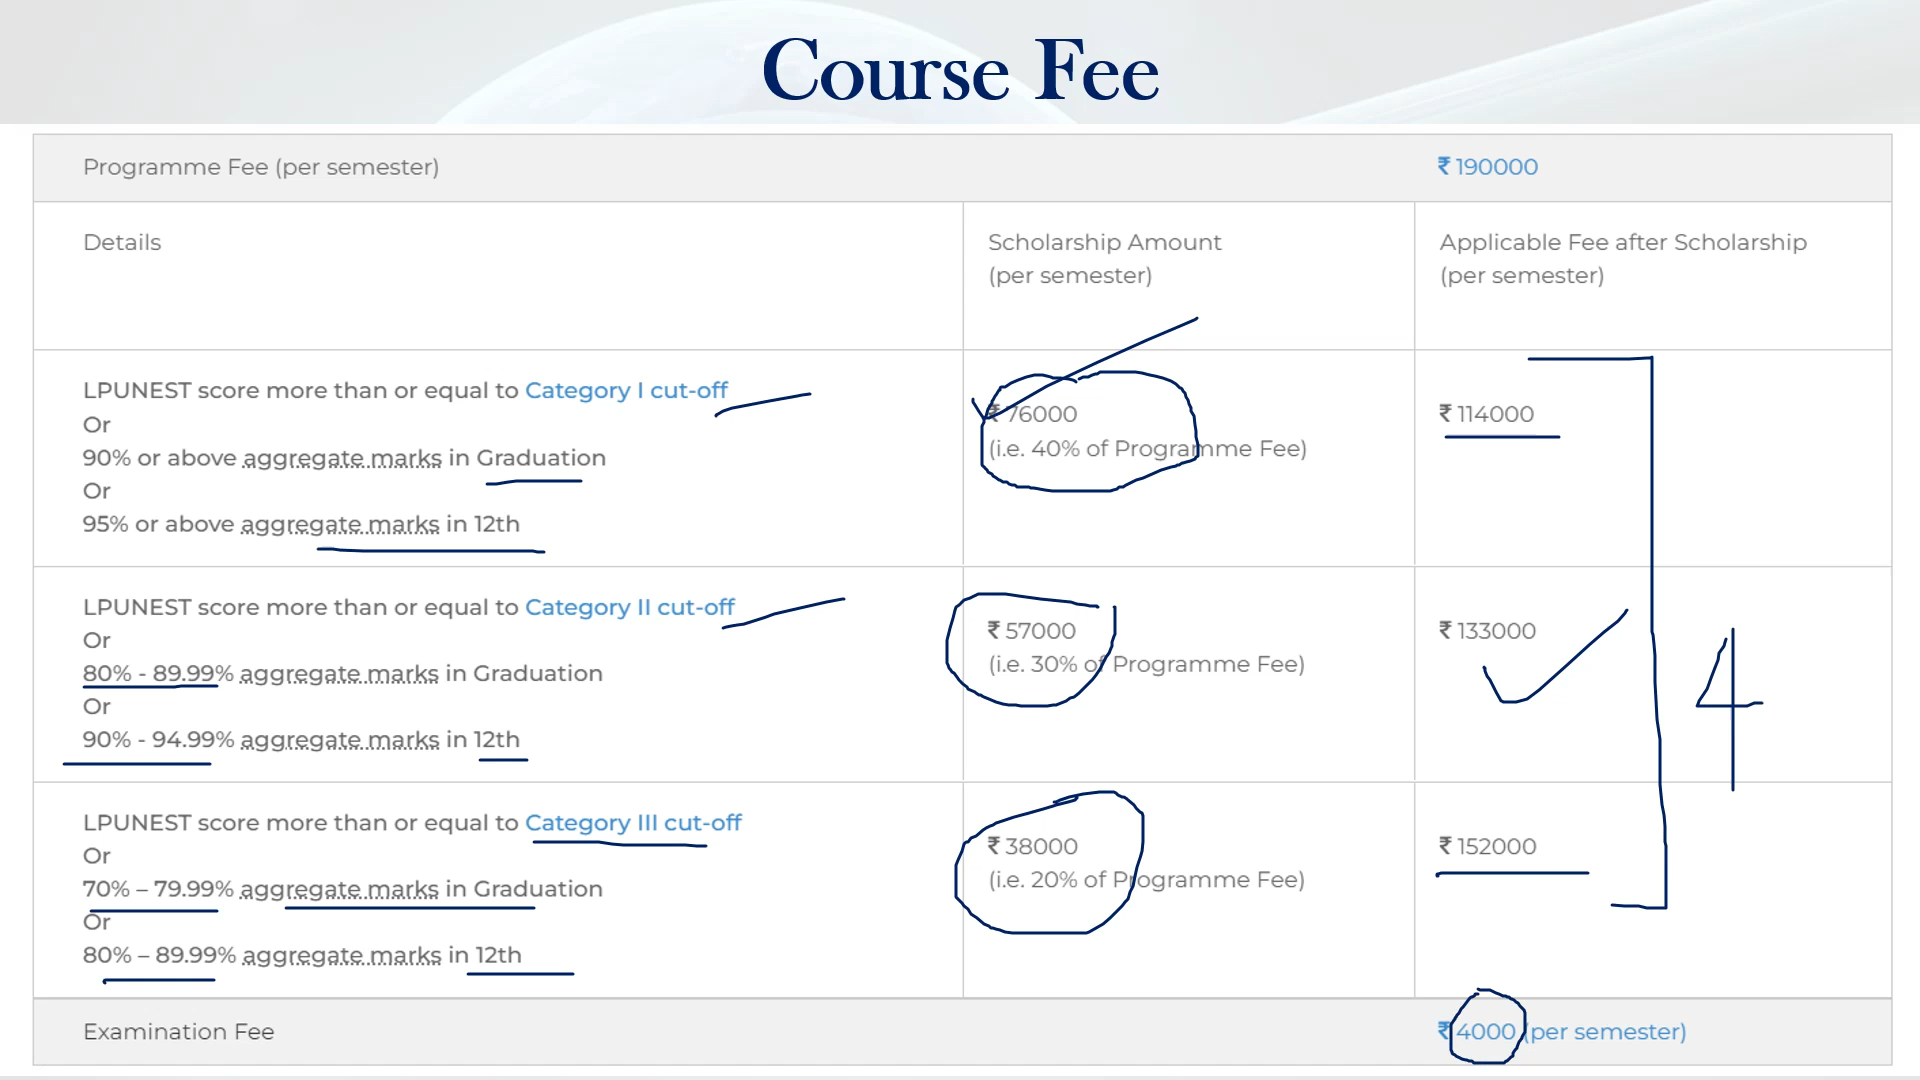 Course Fee
Programme Fee (per semester) ₹ 190000
Details
Scholarship Amount
(per semester)
Applicable Fee after Scholarship
(per semester)
LPUNEST score more than or equal to Category I cut-off
Or
90% or above aggregate marks in Graduation
Or
95% or above aggregate marks in 12th
₹ 76000
(i.e. 40% of Programme Fee)
₹ 114000
LPUNEST score more than or equal to Category II cut-off
Or
80% - 89.99% aggregate marks in Graduation
Or
90% - 94.99% aggregate marks in 12th
₹ 57000
(i.e. 30% of Programme Fee)
₹ 133000
4
LPUNEST score more than or equal to Category III cut-off
Or
70% – 79.99% aggregate marks in Graduation
Or
80% – 89.99% aggregate marks in 12th
₹ 38000
(i.e. 20% of Programme Fee)
₹ 152000
Examination Fee ₹ 4000 (per semester)